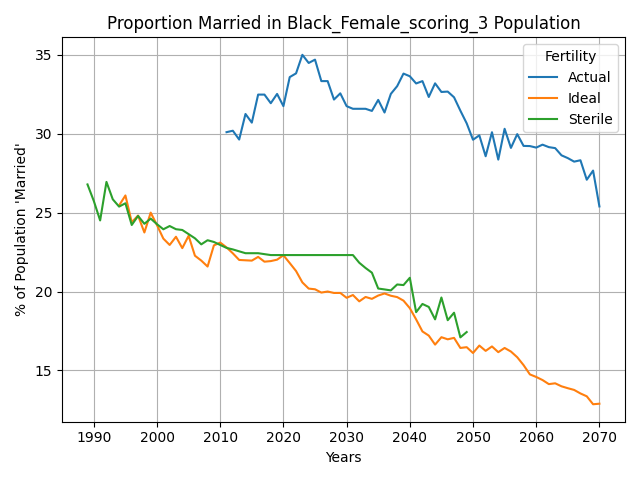 Proportion Married in Black_Female_scoring_3 Population
% of Population 'Married'
35
30
25
20
15
Fertility
Actual
Ideal
Sterile
1990 2000 2010 2020 2030 2040 2050 2060 2070
Years